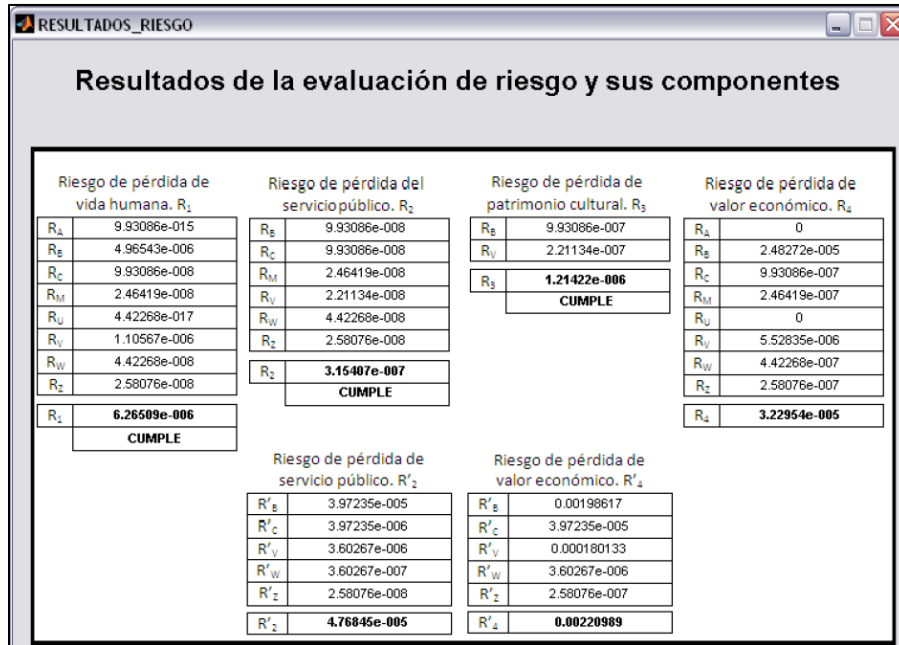 RESULTADOS_RIESGO
Resultados de la evaluación de riesgo y sus componentes
Riesgo de pérdida de
vida humana. R₁
R_A 9.93086e-015
R_B 4.96543e-006
R_C 9.93086e-008
R_M 2.46419e-008
R_U 4.42268e-017
R_V 1.10567e-006
R_W 4.42268e-008
R_Z 2.58076e-008
R₁ 6.26509e-006
CUMPLE
Riesgo de pérdida del
servicio público. R₂
R_B 9.93086e-008
R_C 9.93086e-008
R_M 2.46419e-008
R_V 2.21134e-008
R_W 4.42268e-008
R_Z 2.58076e-008
R₂ 3.15407e-007
CUMPLE
Riesgo de pérdida de
patrimonio cultural. R₃
R_B 9.93086e-007
R_V 2.21134e-007
R₃ 1.21422e-006
CUMPLE
Riesgo de pérdida de
valor económico. R₄
R_A 0
R_B 2.48272e-005
R_C 9.93086e-007
R_M 2.46419e-007
R_U 0
R_V 5.52835e-006
R_W 4.42268e-007
R_Z 2.58076e-007
R₄ 3.22954e-005
Riesgo de pérdida de
servicio público. R'₂
R'_B 3.97235e-005
R'_C 3.97235e-006
R'_V 3.60267e-006
R'_W 3.60267e-007
R'_Z 2.58076e-008
R'₂ 4.76845e-005
Riesgo de pérdida de
valor económico. R'₄
R'_B 0.00198617
R'_C 3.97235e-005
R'_V 0.000180133
R'_W 3.60267e-006
R'_Z 2.58076e-007
R'₄ 0.00220989